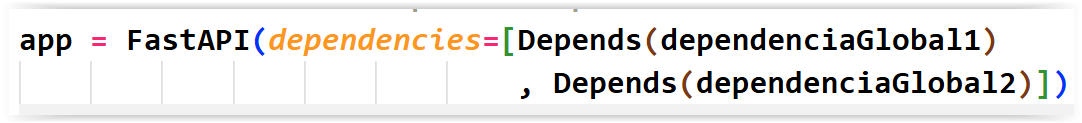 app = FastAPI(dependencies=[Depends(dependenciaGlobal1)
, Depends(dependenciaGlobal2)])